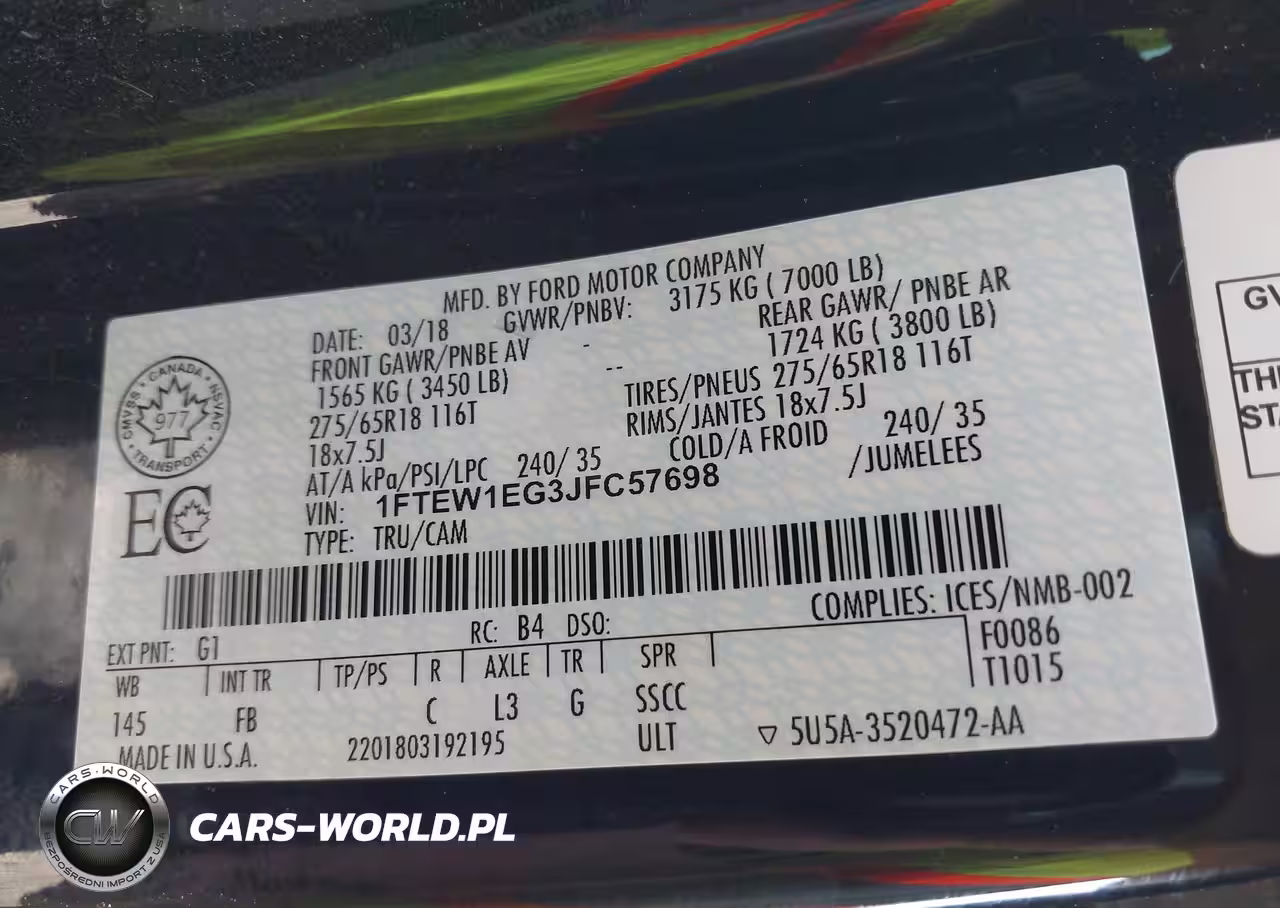 MFD. BY FORD MOTOR COMPANY
DATE: 03/18 GVWR/PNBV: 3175 KG ( 7000 LB)
FRONT GAWR/PNBE AV - REAR GAWR/ PNBE AR
1565 KG ( 3450 LB) -- 1724 KG ( 3800 LB)
275/65R18 116T TIRES/PNEUS 275/65R18 116T
18x7.5J RIMS/JANTES 18x7.5J
AT/A kPa/PSI/LPC 240/ 35 COLD/A FROID 240/ 35
VIN: 1FTEW1EG3JFC57698 /JUMELEES
TYPE: TRU/CAM
CANADA
CMVSS NSVAC
977
TRANSPORT
EC
COMPLIES: ICES/NMB-002
EXT PNT: G1 RC: B4 DSO: F0086
WB INT TR TP/PS R AXLE TR SPR T1015
145 FB C L3 G SSCC
MADE IN U.S.A. 2201803192195 ULT ▽ 5U5A-3520472-AA
GV
TH
STA
CARS-WORLD
CW
BEZPOŚREDNI IMPORT Z USA
CARS-WORLD.PL